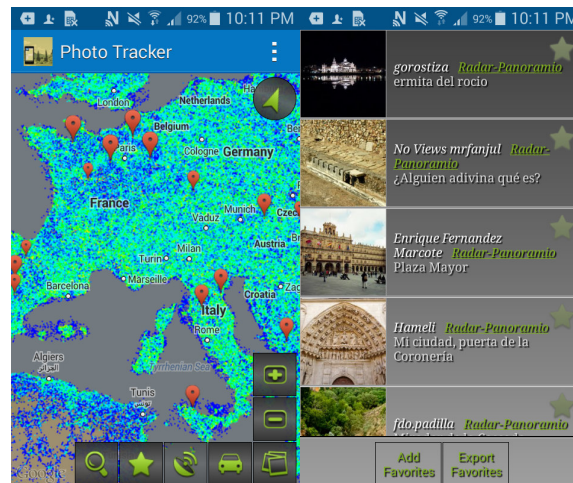 92% 10:11 PM
Photo Tracker
London
Netherlands
Belgium
Paris
Cologne Germany
France
Munich
Vaduz
Austria
Milan
Turin
Croatia
Marseille
Barcelona
Italy
Rome
Algiers
الجزائر
Tyrrhenian Sea
Tunis
تونس
Google
92% 10:11 PM
gorostiza Radar-Panoramio
ermita del rocio
No Views mrfanjul Radar-
Panoramio
¿Alguien adivina qué es?
Enrique Fernandez
Marcote Radar-Panoramio
Plaza Mayor
Hameli Radar-Panoramio
Mi ciudad, puerta de la
Coronería
fdo.padilla Radar-Panoramio
Add
Favorites
Export
Favorites